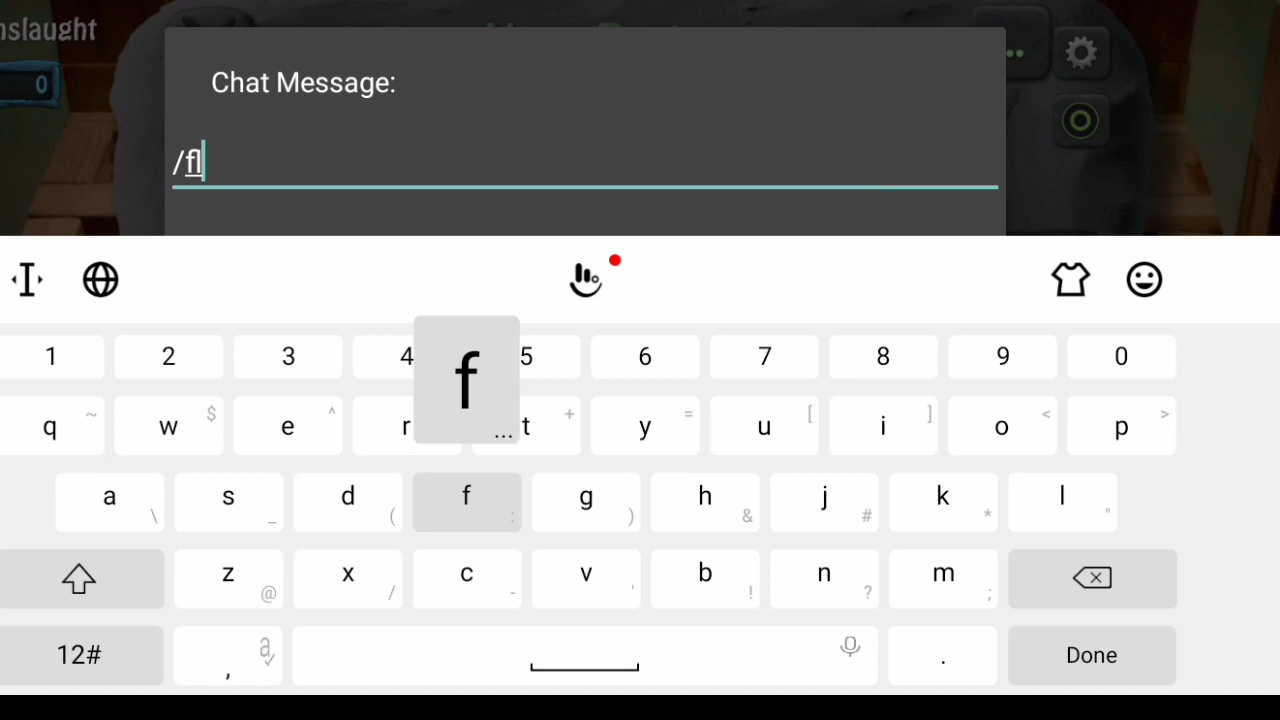 nslaught
0
Chat Message:
/fl
1 2 3 4 5 6 7 8 9 0
f
q ~ w $ e ^ r ... t + y = u [ i ] o < p >
a \ s _ d ( f : g ) h & j # k * l "
z @ x / c - v ' b ! n ? m ;
12# , a . Done